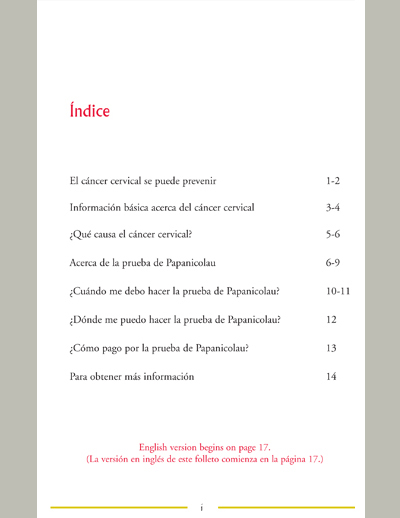 Índice
El cáncer cervical se puede prevenir 1-2
Información básica acerca del cáncer cervical 3-4
¿Qué causa el cáncer cervical? 5-6
Acerca de la prueba de Papanicolau 6-9
¿Cuándo me debo hacer la prueba de Papanicolau? 10-11
¿Dónde me puedo hacer la prueba de Papanicolau? 12
¿Cómo pago por la prueba de Papanicolau? 13
Para obtener más información 14
English version begins on page 17.
(La versión en inglés de este folleto comienza en la página 17.)
i